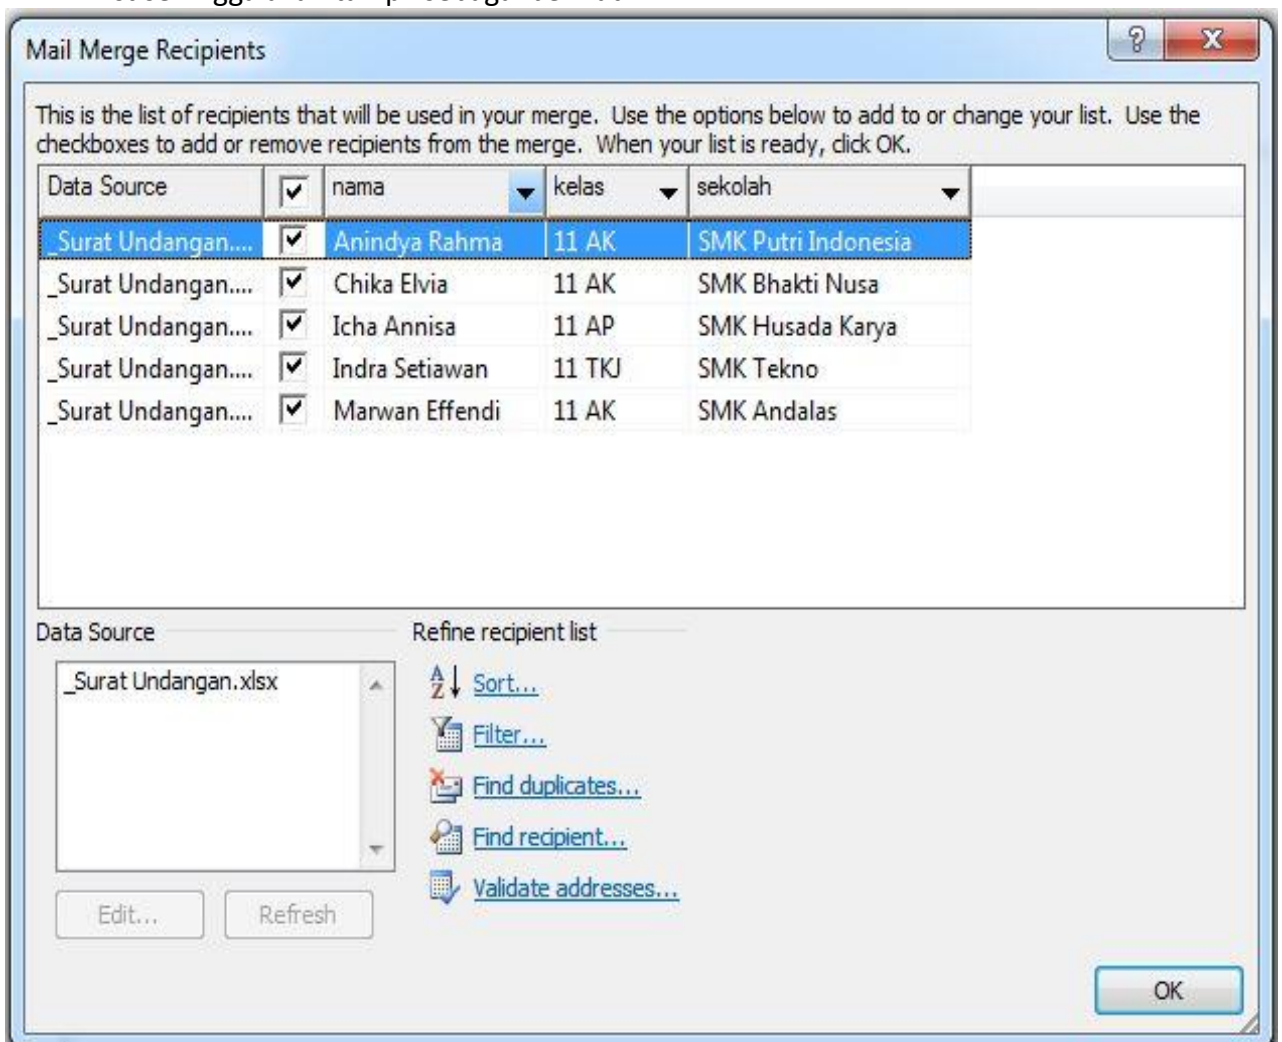 Mail Merge Recipients
This is the list of recipients that will be used in your merge. Use the options below to add to or change your list. Use the
checkboxes to add or remove recipients from the merge. When your list is ready, click OK.
Data Source nama kelas sekolah
_Surat Undangan.... Anindya Rahma 11 AK SMK Putri Indonesia
_Surat Undangan.... Chika Elvia 11 AK SMK Bhakti Nusa
_Surat Undangan.... Icha Annisa 11 AP SMK Husada Karya
_Surat Undangan.... Indra Setiawan 11 TKJ SMK Tekno
_Surat Undangan.... Marwan Effendi 11 AK SMK Andalas
Data Source Refine recipient list
_Surat Undangan.xlsx
Sort...
Filter...
Find duplicates...
Find recipient...
Validate addresses...
Edit... Refresh
OK